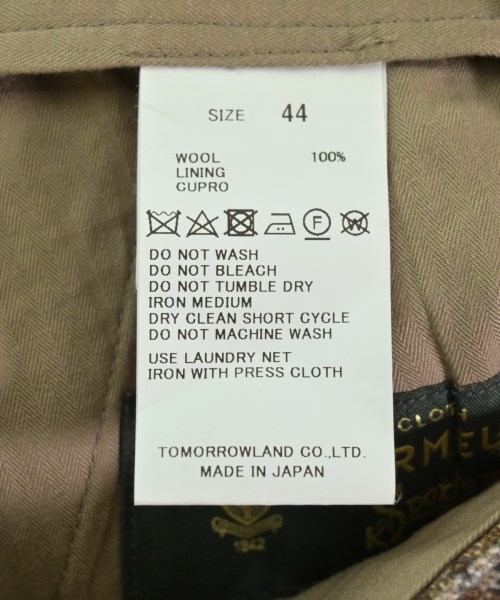 SIZE 44
WOOL 100%
LINING
CUPRO
F W
DO NOT WASH
DO NOT BLEACH
DO NOT TUMBLE DRY
IRON MEDIUM
DRY CLEAN SHORT CYCLE
DO NOT MACHINE WASH
USE LAUNDRY NET
IRON WITH PRESS CLOTH
TOMORROWLAND CO.,LTD.
MADE IN JAPAN
CLOTH
1842